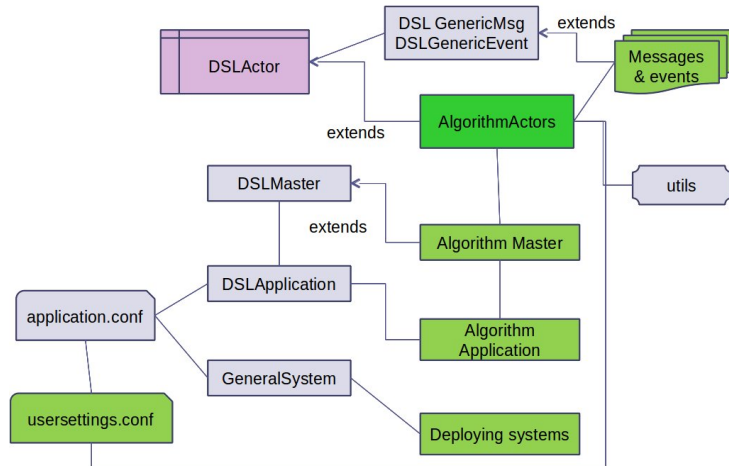 DSL GenericMsg
DSLGenericEvent
extends
Messages
& events
DSLActor
AlgorithmActors
extends
DSLMaster
utils
extends
Algorithm Master
DSLApplication
application.conf
Algorithm
Application
GeneralSystem
usersettings.conf
Deploying systems